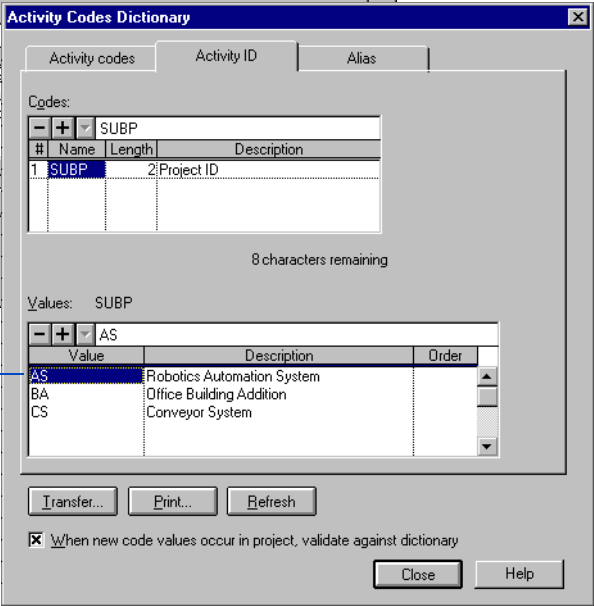 Activity Codes Dictionary
Activity codes Activity ID Alias
Codes:
SUBP
# Name Length Description
1 SUBP 2 Project ID
8 characters remaining
Values: SUBP
AS
Value Description Order
AS Robotics Automation System
BA Office Building Addition
CS Conveyor System
Transfer... Print... Refresh
When new code values occur in project, validate against dictionary
Close Help